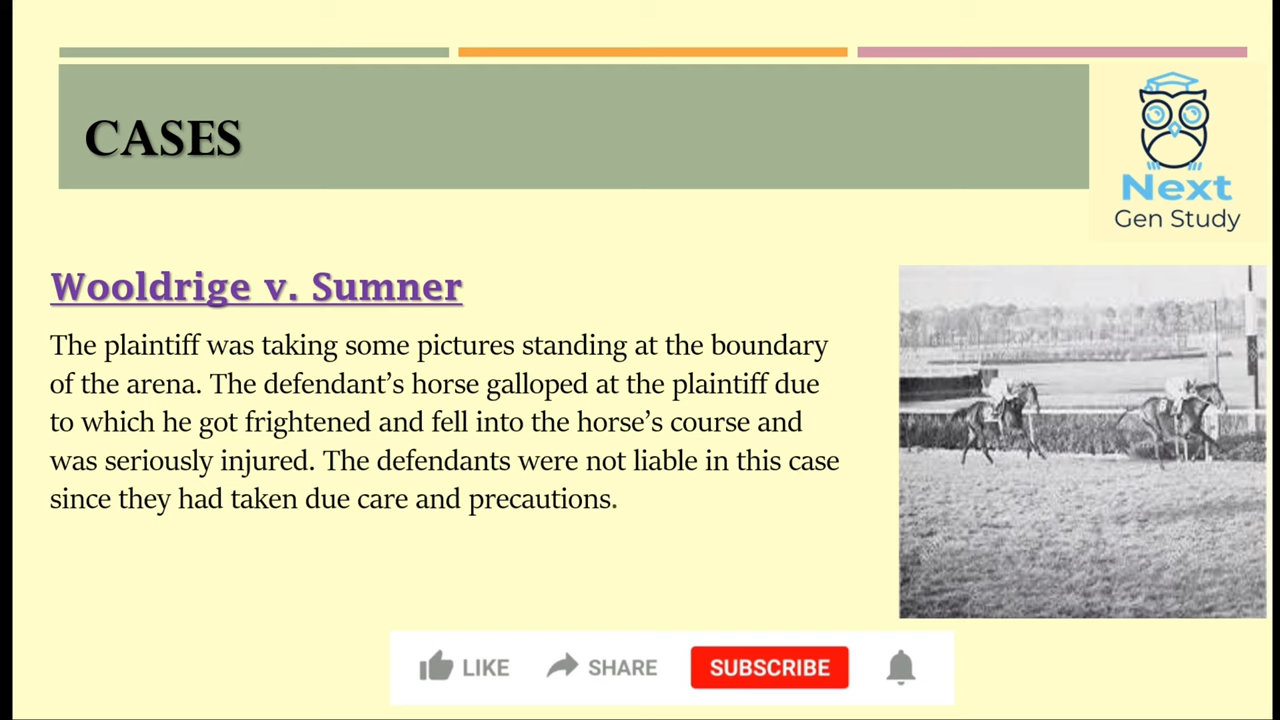 CASES
Next
Gen Study
Wooldrige v. Sumner
The plaintiff was taking some pictures standing at the boundary
of the arena. The defendant's horse galloped at the plaintiff due
to which he got frightened and fell into the horse's course and
was seriously injured. The defendants were not liable in this case
since they had taken due care and precautions.
LIKE SHARE SUBSCRIBE